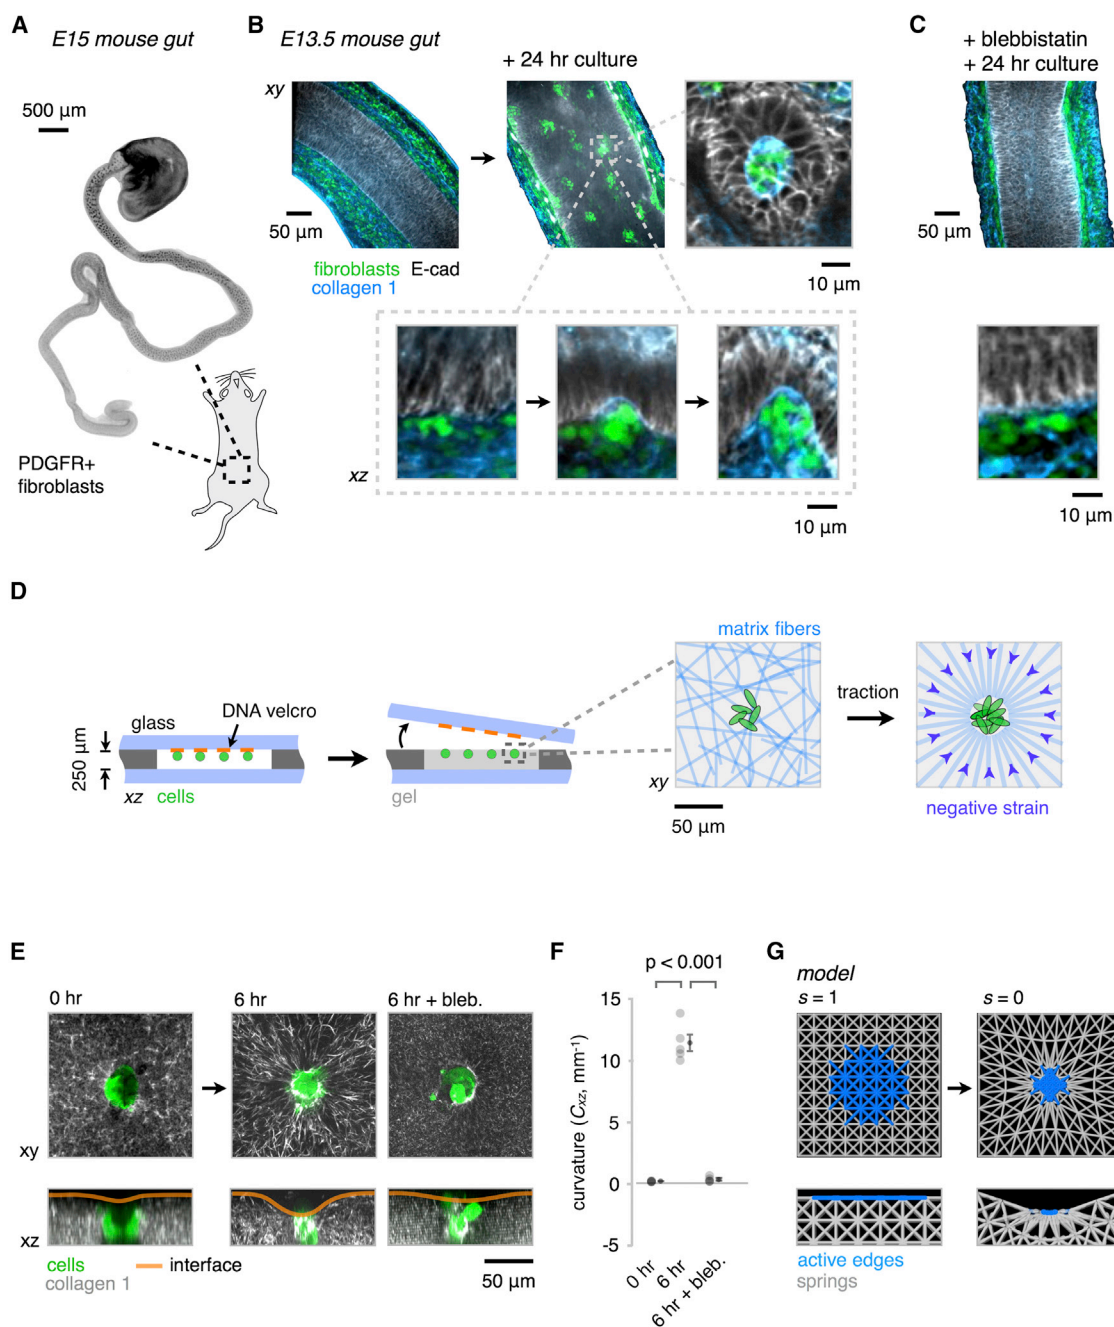 A
E15 mouse gut
500 µm
PDGFR+
fibroblasts
B
E13.5 mouse gut
+ 24 hr culture
xy
50 µm
fibroblasts E-cad
collagen 1
10 µm
xz
10 µm
C
+ blebbistatin
+ 24 hr culture
50 µm
10 µm
D
glass
DNA velcro
250 µm
xz
cells
gel
matrix fibers
xy
50 µm
traction
negative strain
E
0 hr
6 hr
6 hr + bleb.
xy
xz
cells
interface
collagen 1
50 µm
F
p < 0.001
curvature (Cxz, mm-1)
15
10
5
0
-5
0 hr
6 hr
6 hr + bleb.
G
model
s = 1
s = 0
active edges
springs